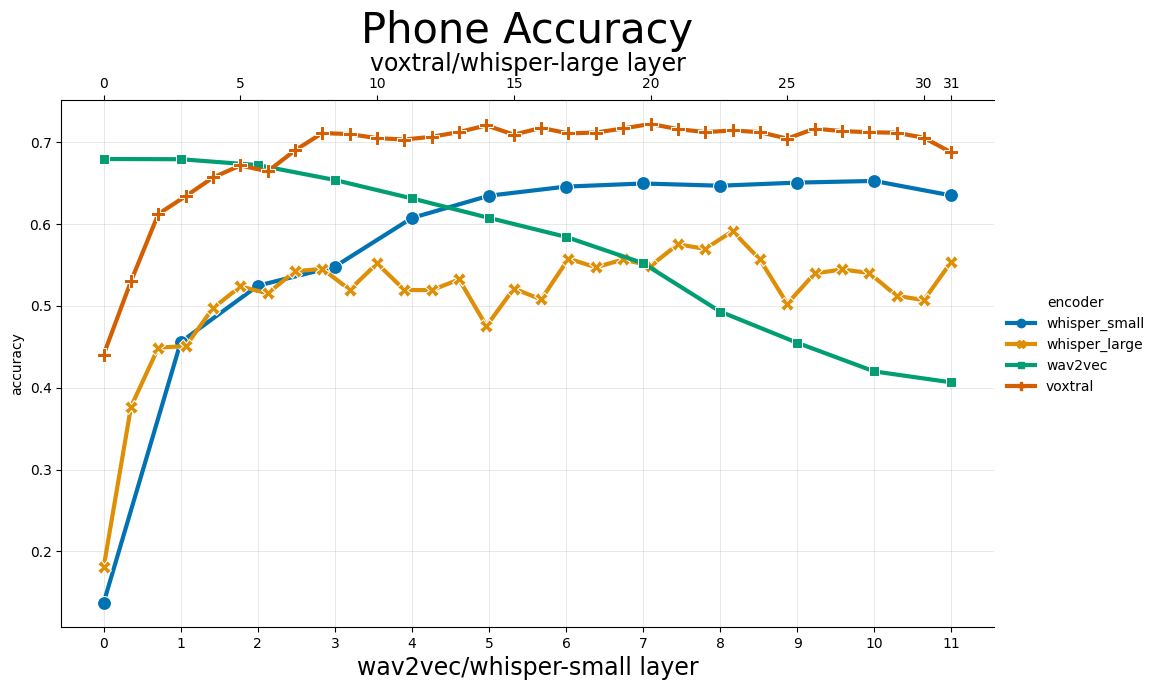 Phone Accuracy
voxtral/whisper-large layer
0 5 10 15 20 25 30 31
accuracy
0.7
0.6
0.5
0.4
0.3
0.2
encoder
whisper_small
whisper_large
wav2vec
voxtral
0 1 2 3 4 5 6 7 8 9 10 11
wav2vec/whisper-small layer